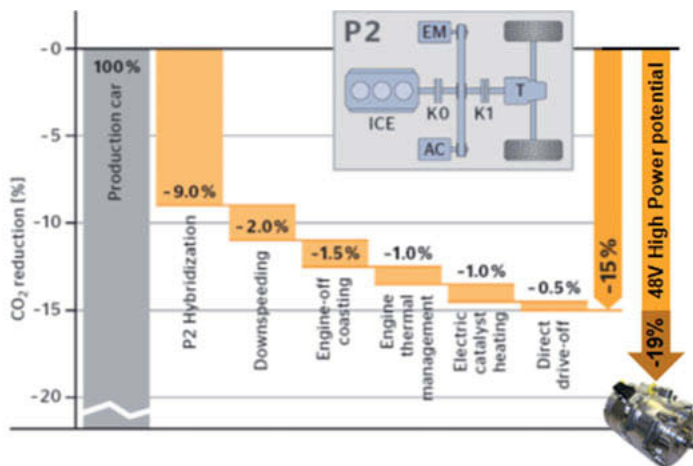 P2
EM
ICE
K0
K1
T
AC
CO2 reduction [%]
–0
–5
–10
–15
–20
100%
Production car
–9.0%
P2 Hybridization
–2.0%
Downspeeding
–1.5%
Engine-off
coasting
–1.0%
Engine
thermal
management
–1.0%
Electric
catalyst
heating
–0.5%
Direct
drive-off
–15%
48V High Power potential
-19%